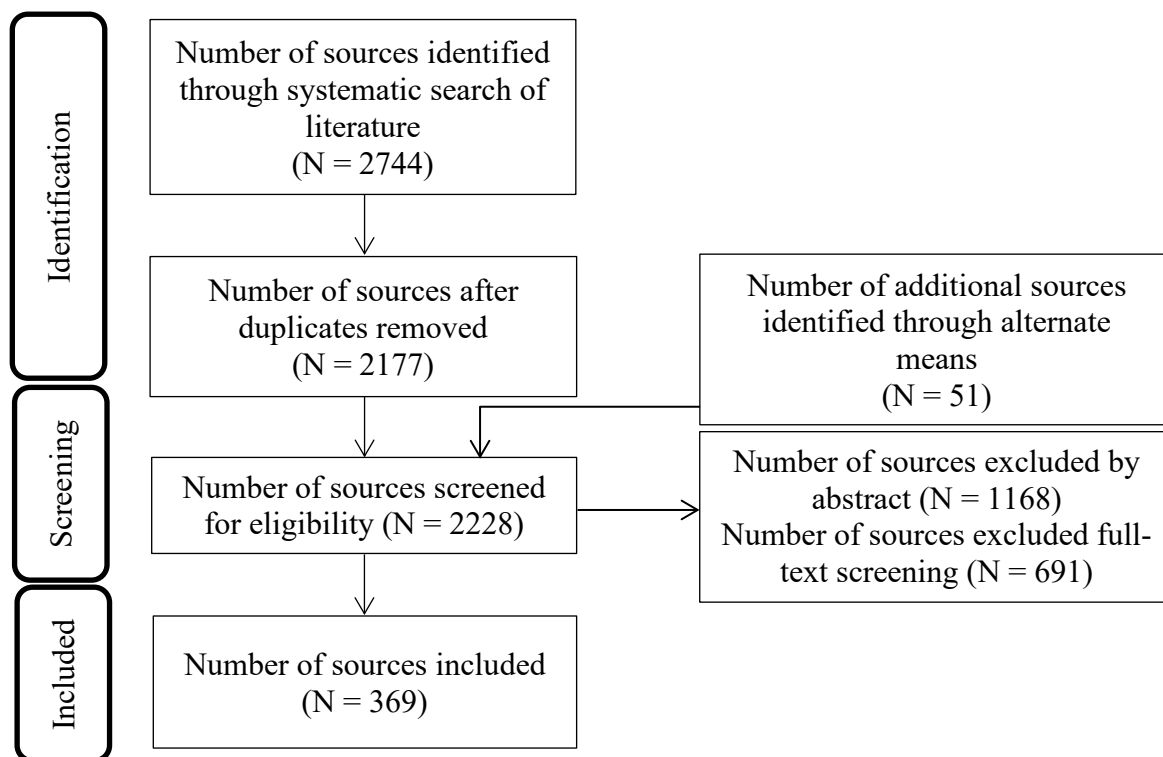 Identification
Number of sources identified
through systematic search of
literature
(N = 2744)
Number of sources after
duplicates removed
(N = 2177)
Number of additional sources
identified through alternate
means
(N = 51)
Screening
Number of sources screened
for eligibility (N = 2228)
Number of sources excluded by
abstract (N = 1168)
Number of sources excluded full-
text screening (N = 691)
Included
Number of sources included
(N = 369)